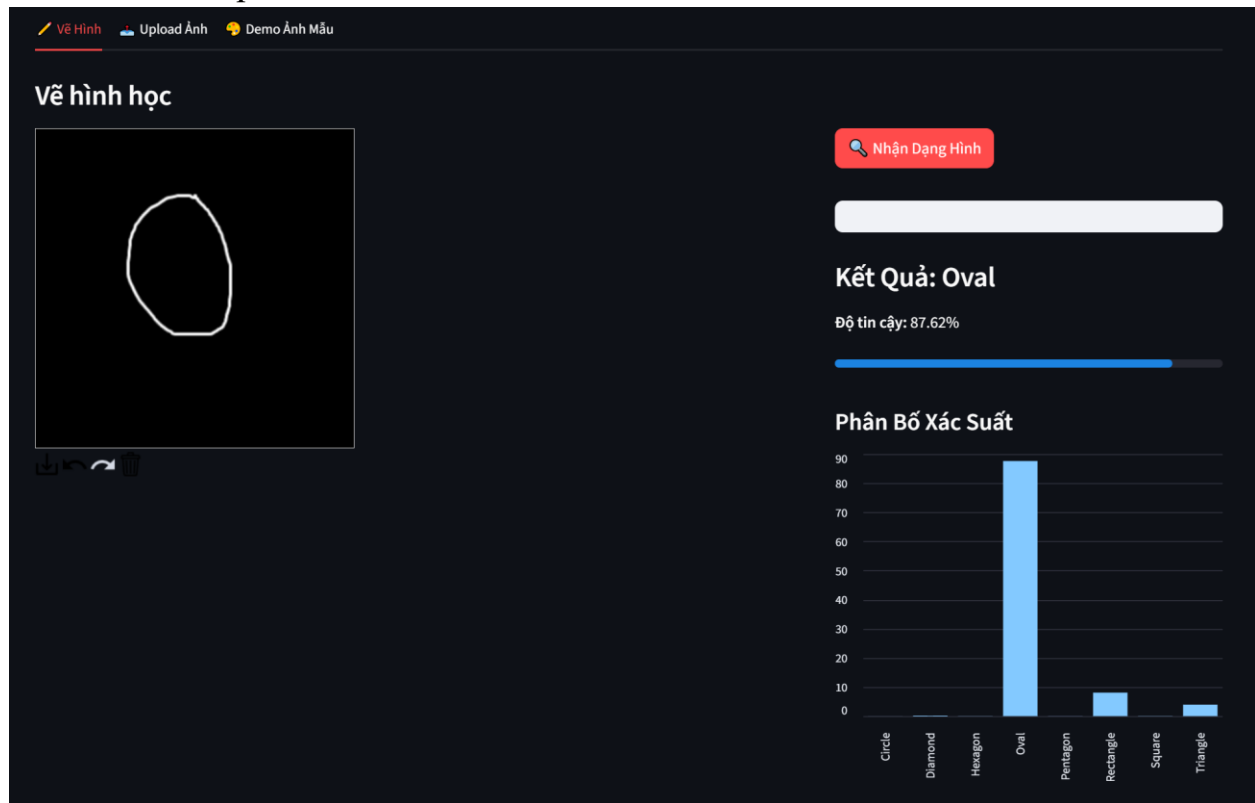 Vẽ Hình Upload Ảnh Demo Ảnh Mẫu
Vẽ hình học
Nhận Dạng Hình
Kết Quả: Oval
Độ tin cậy: 87.62%
Phân Bố Xác Suất
90
80
70
60
50
40
30
20
10
0
Circle
Diamond
Hexagon
Oval
Pentagon
Rectangle
Square
Triangle